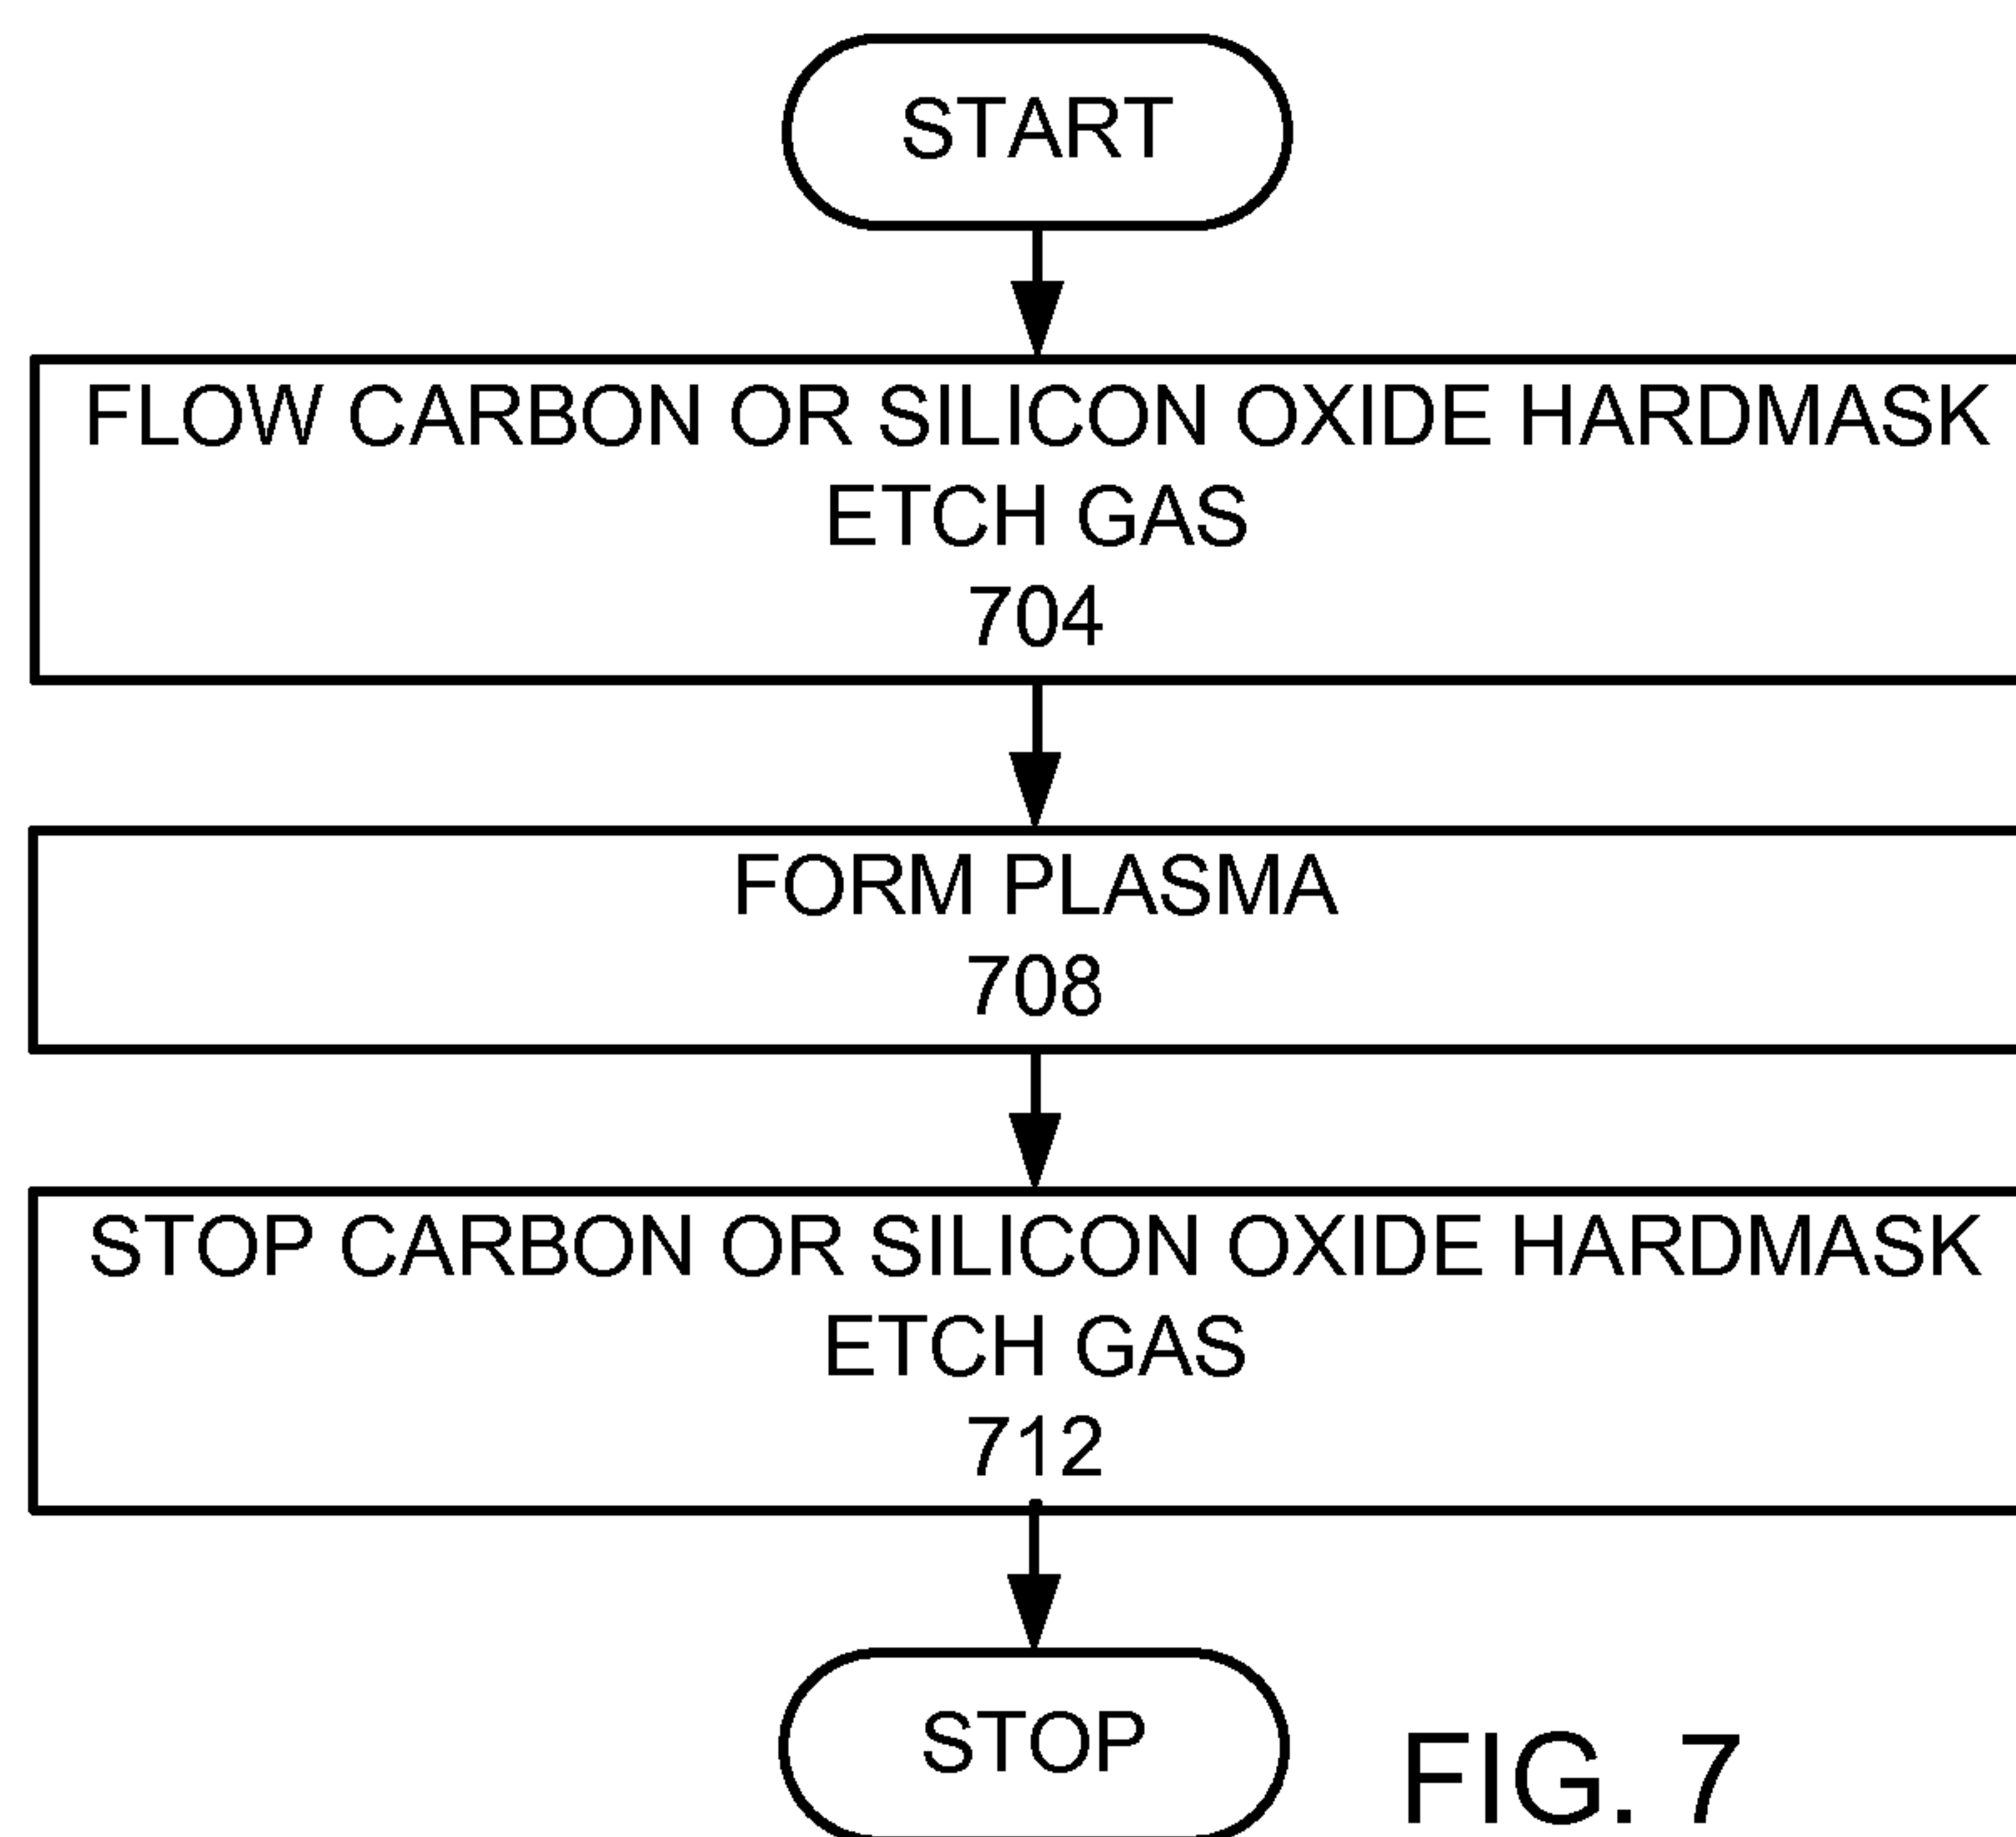 START
FLOW CARBON OR SILICON OXIDE HARDMASK
ETCH GAS
704
FORM PLASMA
708
STOP CARBON OR SILICON OXIDE HARDMASK
ETCH GAS
712
STOP
FIG. 7